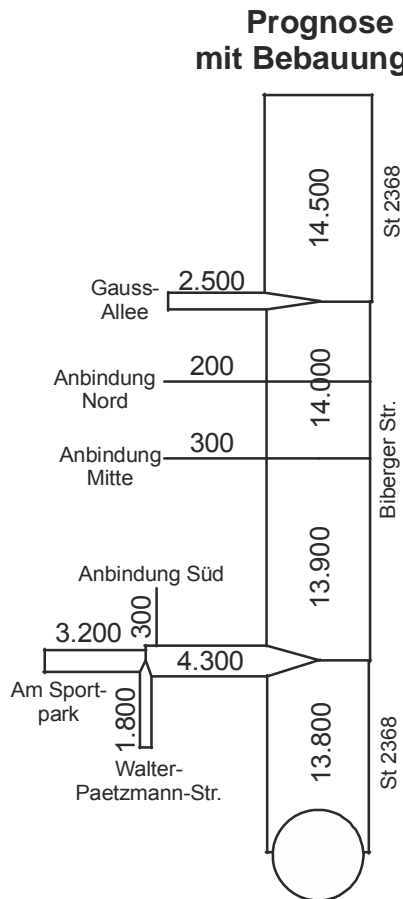 Prognose
mit Bebauung
14.500
St 2368
2.500
Gauss-
Allee
200
Anbindung
Nord
14.000
300
Anbindung
Mitte
Biberger Str.
13.900
Anbindung Süd
300
3.200
4.300
Am Sport-
park
1.800
Walter-
Paetzmann-Str.
13.800
St 2368